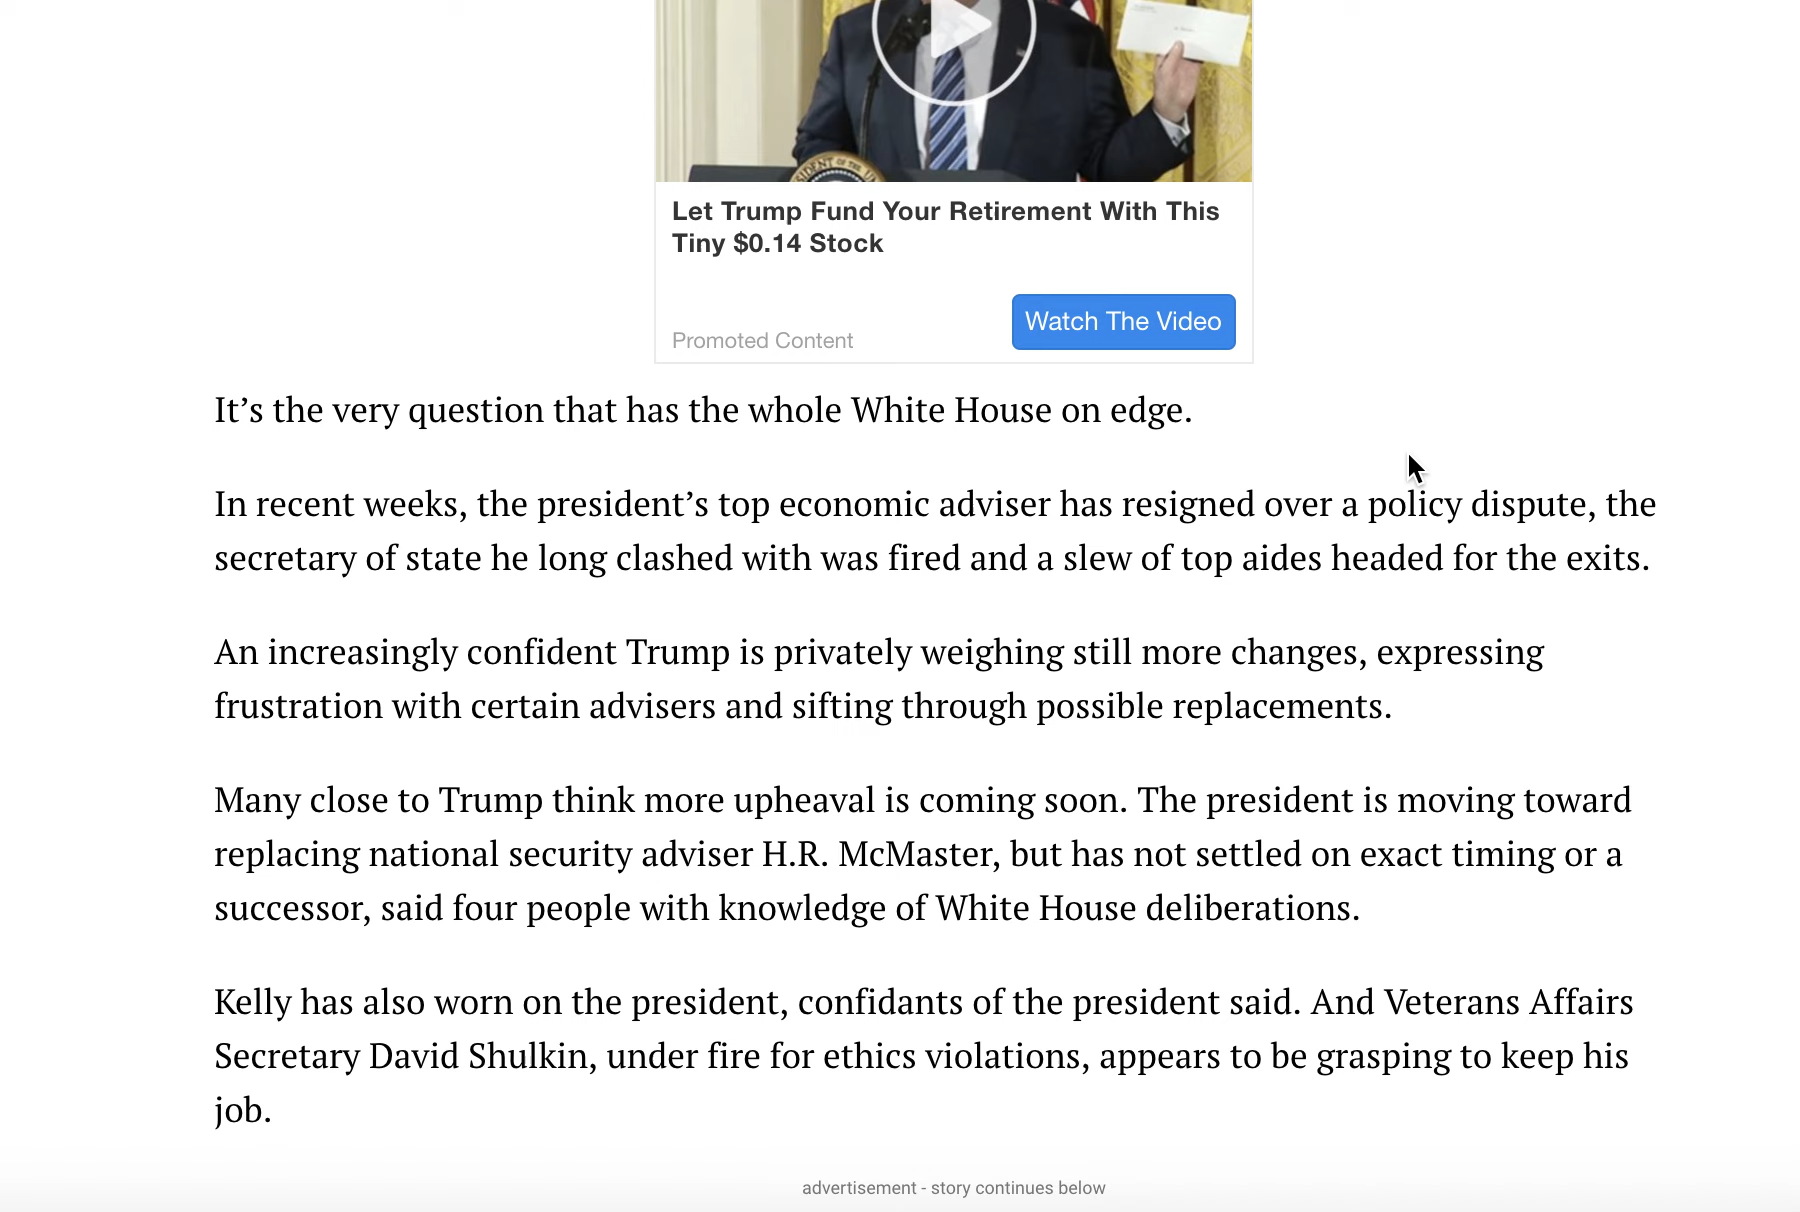 SIDENT OF THE UN
Let Trump Fund Your Retirement With This
Tiny $0.14 Stock
Watch The Video
Promoted Content
It’s the very question that has the whole White House on edge.
In recent weeks, the president’s top economic adviser has resigned over a policy dispute, the
secretary of state he long clashed with was fired and a slew of top aides headed for the exits.
An increasingly confident Trump is privately weighing still more changes, expressing
frustration with certain advisers and sifting through possible replacements.
Many close to Trump think more upheaval is coming soon. The president is moving toward
replacing national security adviser H.R. McMaster, but has not settled on exact timing or a
successor, said four people with knowledge of White House deliberations.
Kelly has also worn on the president, confidants of the president said. And Veterans Affairs
Secretary David Shulkin, under fire for ethics violations, appears to be grasping to keep his
job.
advertisement - story continues below